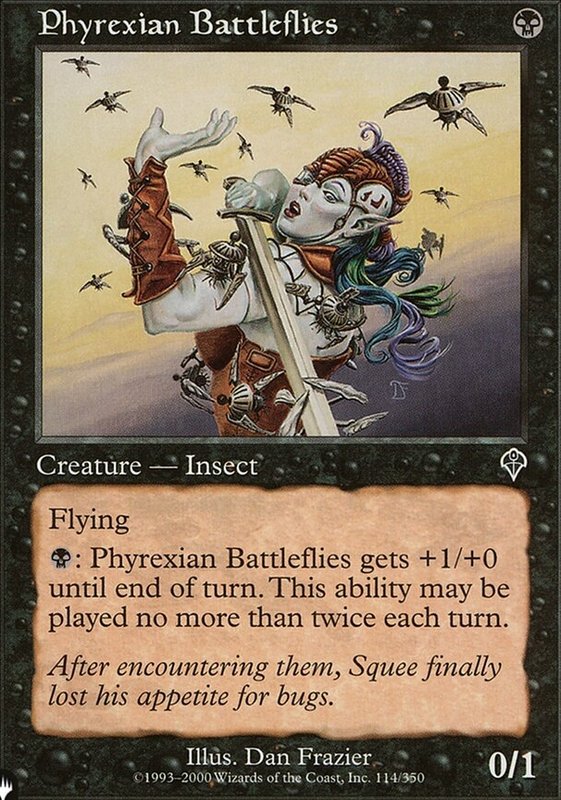 Phyrexian Battleflies
Creature — Insect
Flying
: Phyrexian Battleflies gets +1/+0
until end of turn. This ability may be
played no more than twice each turn.
After encountering them, Squee finally
lost his appetite for bugs.
Illus. Dan Frazier
©1993–2000 Wizards of the Coast, Inc. 114/350
0/1